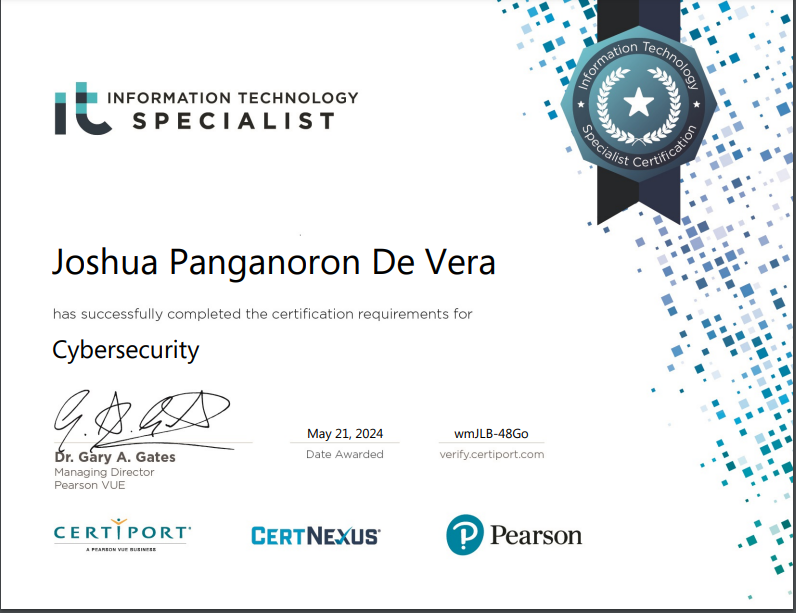 it INFORMATION TECHNOLOGY
SPECIALIST
Information Technology
Specialist Certification
Joshua Panganoron De Vera
has successfully completed the certification requirements for
Cybersecurity
May 21, 2024
wmJLB-48Go
Dr. Gary A. Gates
Date Awarded
verify.certiport.com
Managing Director
Pearson VUE
CERTIPORT®
A PEARSON VUE BUSINESS
CERTNEXUS®
P Pearson